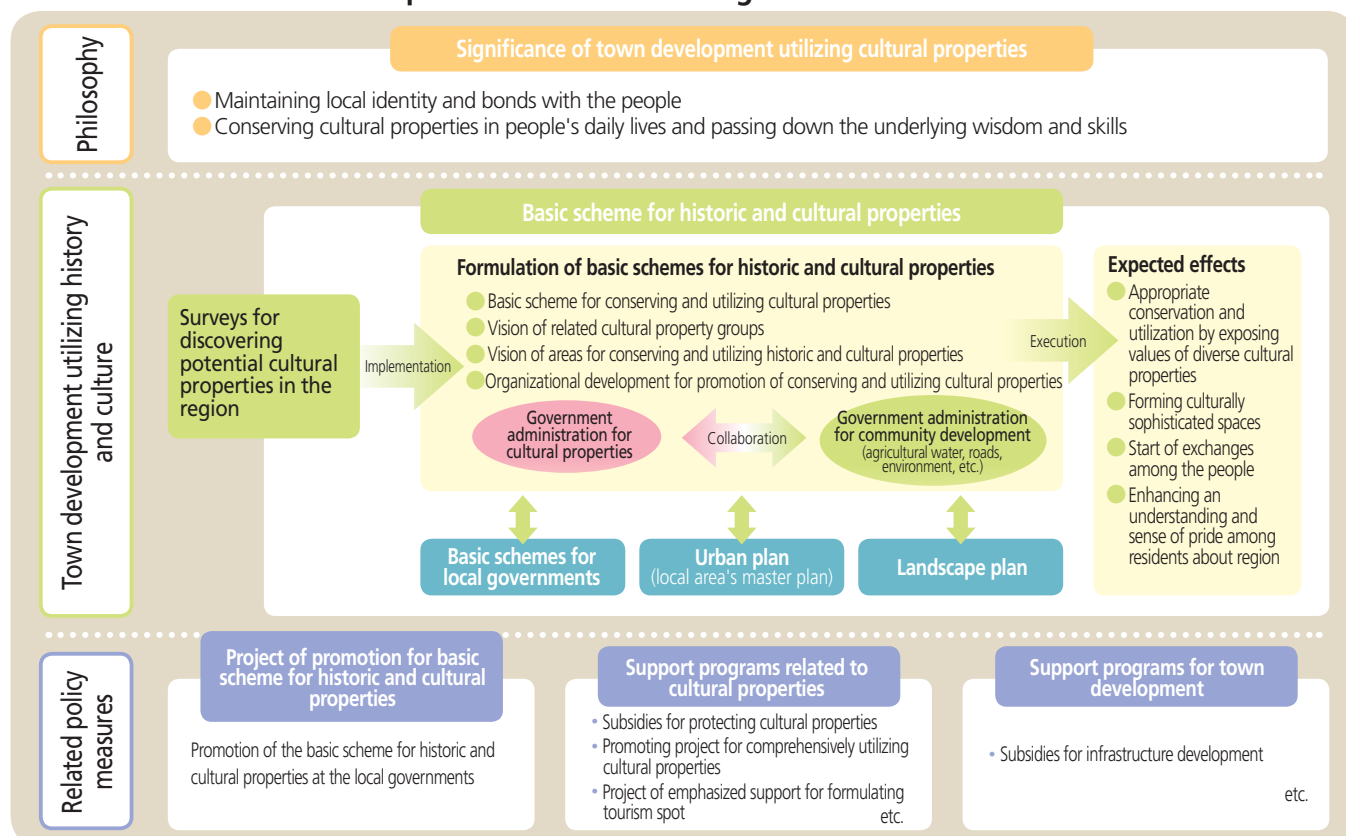 Philosophy
Significance of town development utilizing cultural properties
Maintaining local identity and bonds with the people
Conserving cultural properties in people's daily lives and passing down the underlying wisdom and skills
Town development utilizing history
and culture
Basic scheme for historic and cultural properties
Surveys for
discovering
potential cultural
properties in the
region
Implementation
Formulation of basic schemes for historic and cultural properties
Basic scheme for conserving and utilizing cultural properties
Vision of related cultural property groups
Vision of areas for conserving and utilizing historic and cultural properties
Organizational development for promotion of conserving and utilizing cultural properties
Government
administration for
cultural properties
Collaboration
Government administration
for community development
(agricultural water, roads,
environment, etc.)
Execution
Expected effects
Appropriate
conservation and
utilization by exposing
values of diverse cultural
properties
Forming culturally
sophisticated spaces
Start of exchanges
among the people
Enhancing an
understanding and
sense of pride among
residents about region
Basic schemes for
local governments
Urban plan
(local area's master plan)
Landscape plan
Related policy
measures
Project of promotion for basic
scheme for historic and cultural
properties
Promotion of the basic scheme for historic and
cultural properties at the local governments
Support programs related to
cultural properties
• Subsidies for protecting cultural properties
• Promoting project for comprehensively utilizing
cultural properties
• Project of emphasized support for formulating
tourism spot
etc.
Support programs for town
development
• Subsidies for infrastructure development
etc.